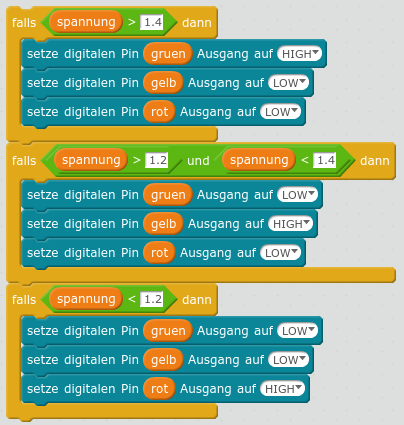 falls spannung > 1.4 dann
setze digitalen Pin gruen Ausgang auf HIGH
setze digitalen Pin gelb Ausgang auf LOW
setze digitalen Pin rot Ausgang auf LOW
falls spannung > 1.2 und spannung < 1.4 dann
setze digitalen Pin gruen Ausgang auf LOW
setze digitalen Pin gelb Ausgang auf HIGH
setze digitalen Pin rot Ausgang auf LOW
falls spannung < 1.2 dann
setze digitalen Pin gruen Ausgang auf LOW
setze digitalen Pin gelb Ausgang auf LOW
setze digitalen Pin rot Ausgang auf HIGH